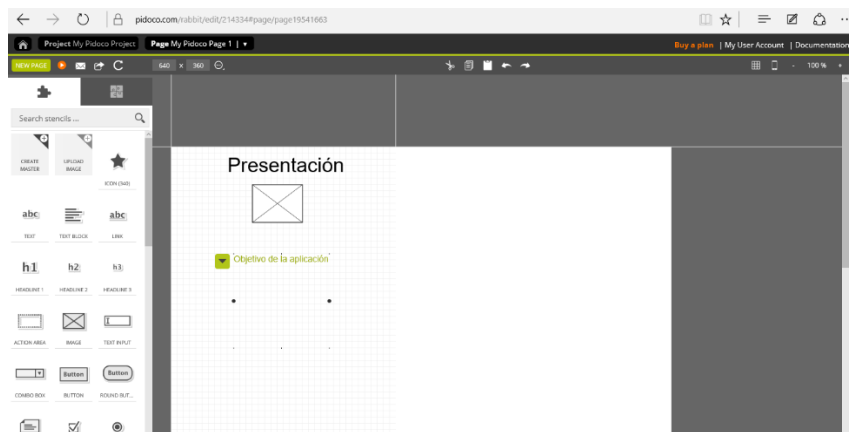 pidoco.com/rabbit/edit/214334#page/page19541663
Project My Pidoco Project
Page My Pidoco Page 1 | ▾
Buy a plan | My User Account | Documentation
NEW PAGE
640 x 360
- 100 % +
Search stencils ...
CREATE MASTER
UPLOAD IMAGE
ICON (340)
abc
abc
TEXT
TEXT BLOCK
LINK
h1
h2
h3
HEADLINE 1
HEADLINE 2
HEADLINE 3
ACTION AREA
IMAGE
TEXT INPUT
Button
Button
COMBO BOX
BUTTON
ROUND BUT...
Presentación
Objetivo de la aplicación